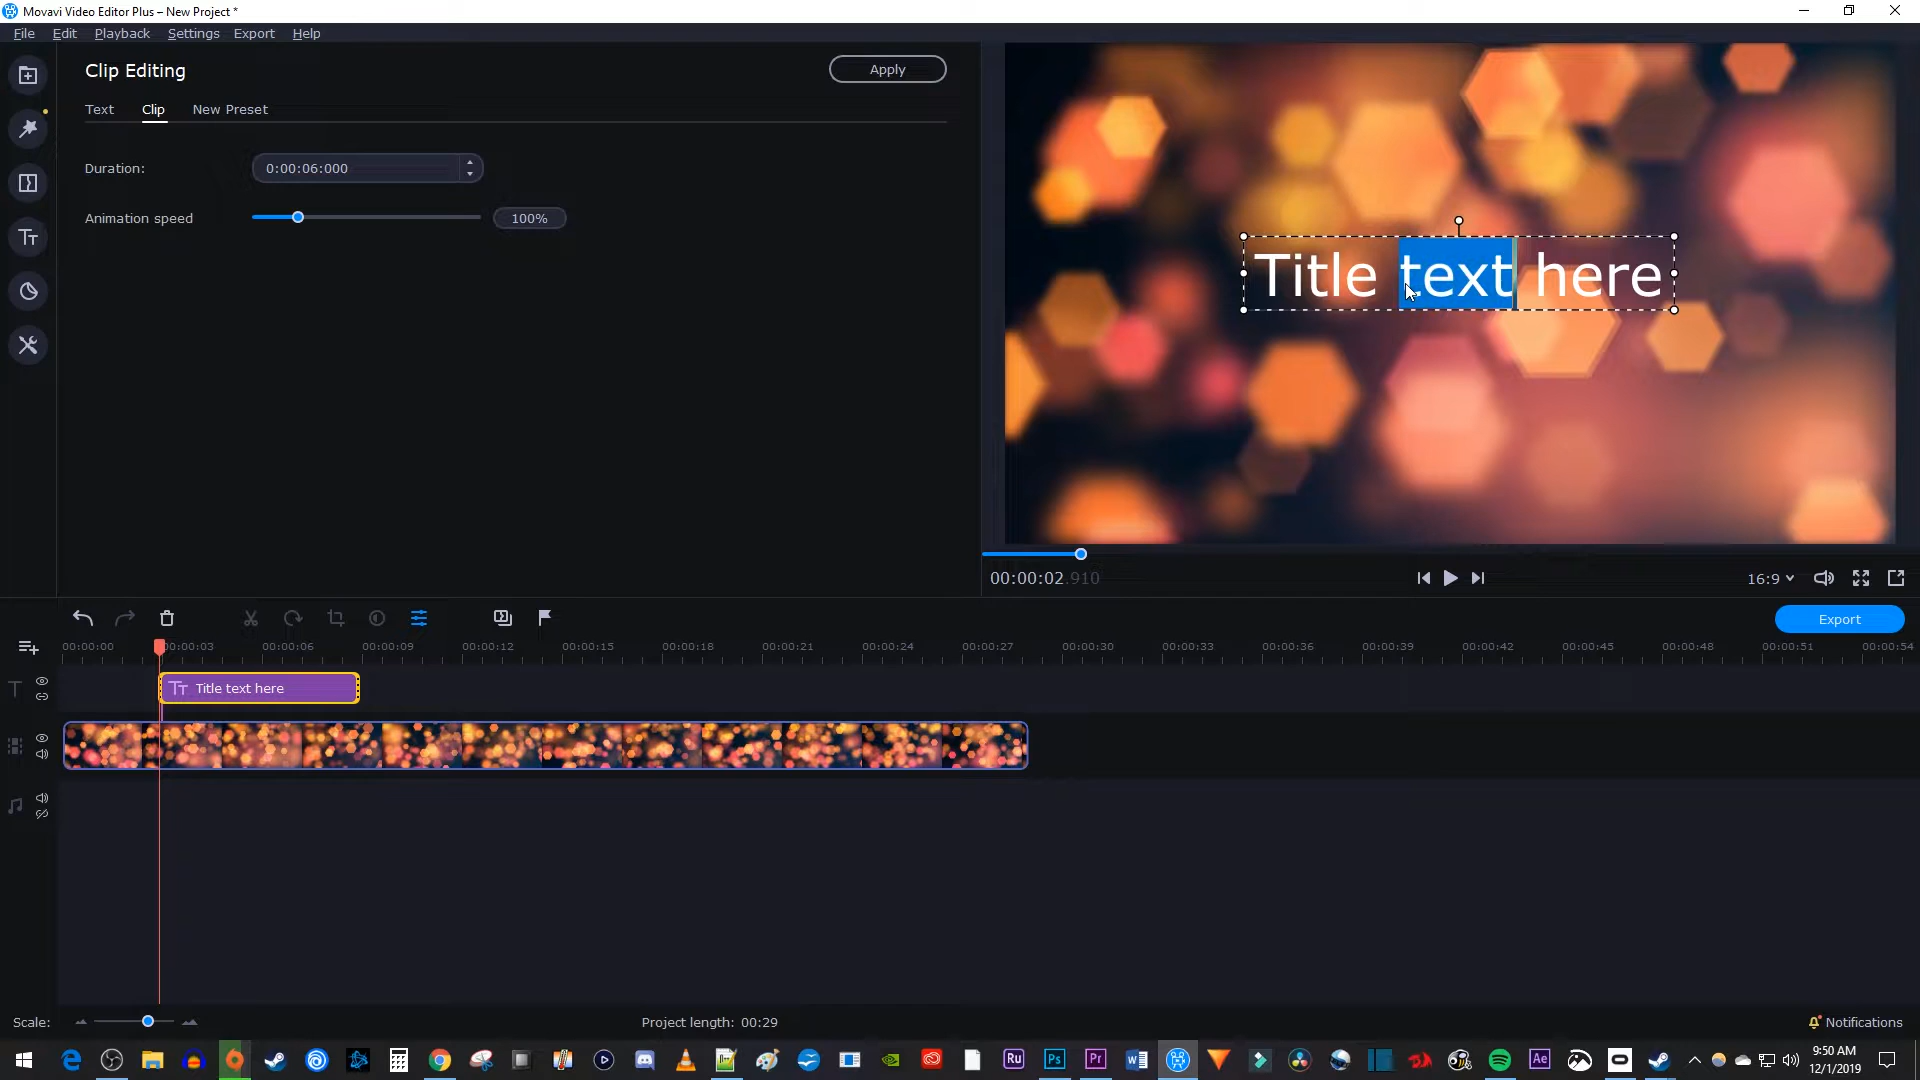 Movavi Video Editor Plus – New Project *
File Edit Playback Settings Export Help
Clip Editing
Apply
Text Clip New Preset
Duration: 0:00:06:000
Animation speed 100%
Title text here
00:00:02.910
16:9
Export
00:00:00 00:00:03 00:00:06 00:00:09 00:00:12 00:00:15 00:00:18 00:00:21 00:00:24 00:00:27 00:00:30 00:00:33 00:00:36 00:00:39 00:00:42 00:00:45 00:00:48 00:00:51 00:00:54
Tт Title text here
Scale:
Project length: 00:29
Notifications
Ru Ps Pr Ae
9:50 AM
12/1/2019